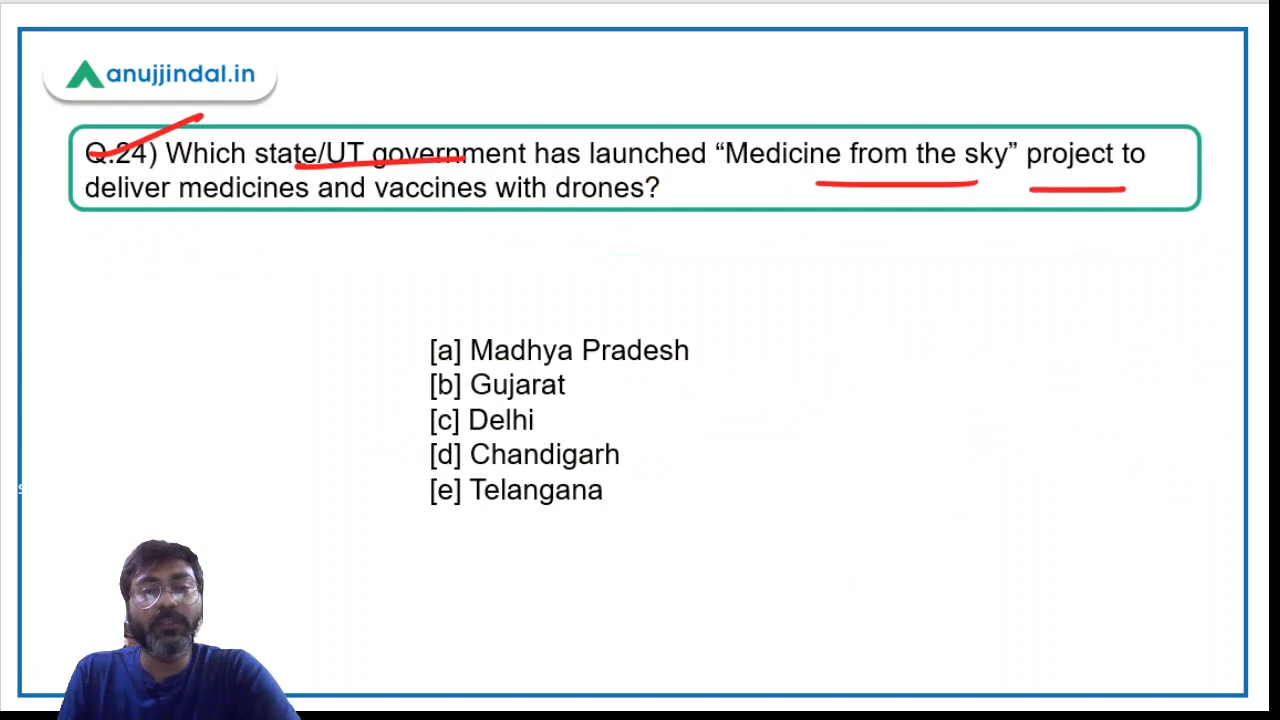 anujjindal.in
Q.24) Which state/UT government has launched “Medicine from the sky” project to
deliver medicines and vaccines with drones?
[a] Madhya Pradesh
[b] Gujarat
[c] Delhi
[d] Chandigarh
[e] Telangana
s